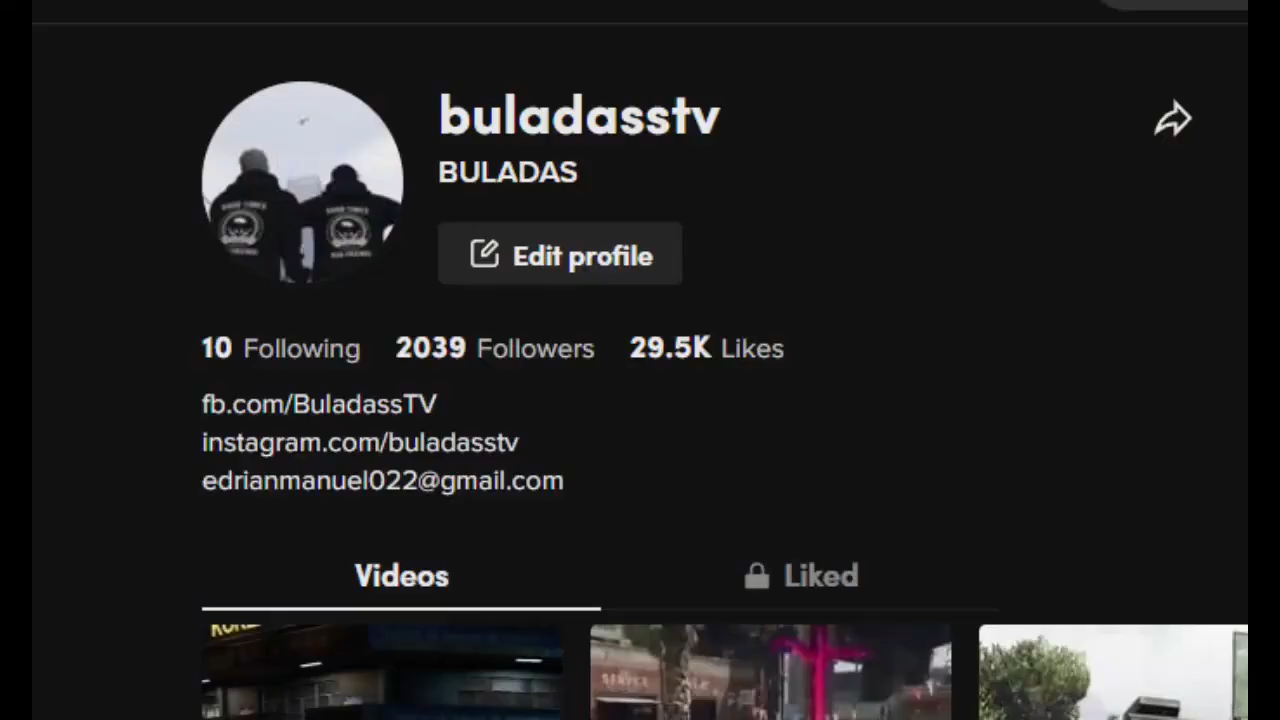 buladasstv
BULADAS
Edit profile
10 Following 2039 Followers 29.5K Likes
fb.com/BuladassTV
instagram.com/buladasstv
edrianmanuel022@gmail.com
Videos
Liked